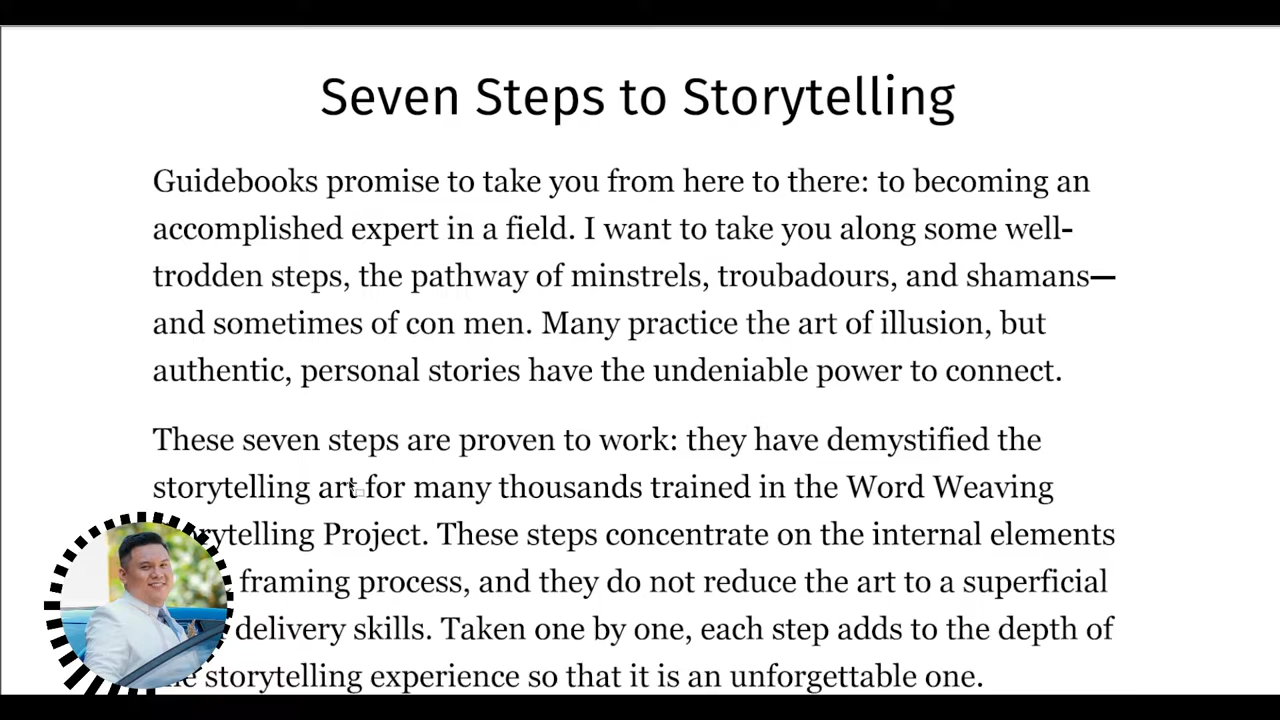 Seven Steps to Storytelling
Guidebooks promise to take you from here to there: to becoming an
accomplished expert in a field. I want to take you along some well-
trodden steps, the pathway of minstrels, troubadours, and shamans—
and sometimes of con men. Many practice the art of illusion, but
authentic, personal stories have the undeniable power to connect.
These seven steps are proven to work: they have demystified the
storytelling art for many thousands trained in the Word Weaving
rytelling Project. These steps concentrate on the internal elements
framing process, and they do not reduce the art to a superficial
delivery skills. Taken one by one, each step adds to the depth of
the storytelling experience so that it is an unforgettable one.